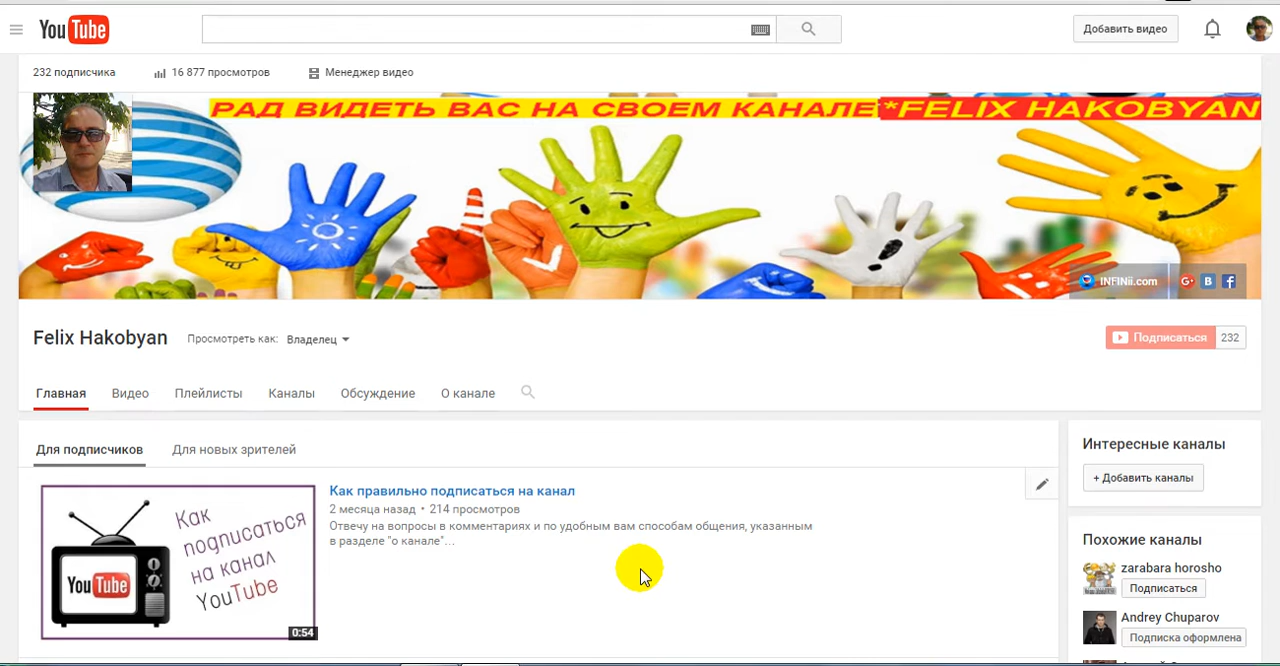 YouTube
Добавить видео
232 подписчика
16 877 просмотров
Менеджер видео
РАД ВИДЕТЬ ВАС НА СВОЕМ КАНАЛЕ *FELIX HAKOBYAN
INFINii.com
Felix Hakobyan
Просмотреть как: Владелец
Подписаться 232
Главная
Видео
Плейлисты
Каналы
Обсуждение
О канале
Для подписчиков
Для новых зрителей
Как правильно подписаться на канал
2 месяца назад • 214 просмотров
Отвечу на вопросы в комментариях и по удобным вам способам общения, указанным
в разделе "о канале"...
Как
подписаться
на канал
YouTube
YouTube
0:54
Интересные каналы
+ Добавить каналы
Похожие каналы
zarabara horosho
Подписаться
Andrey Chuparov
Подписка оформлена